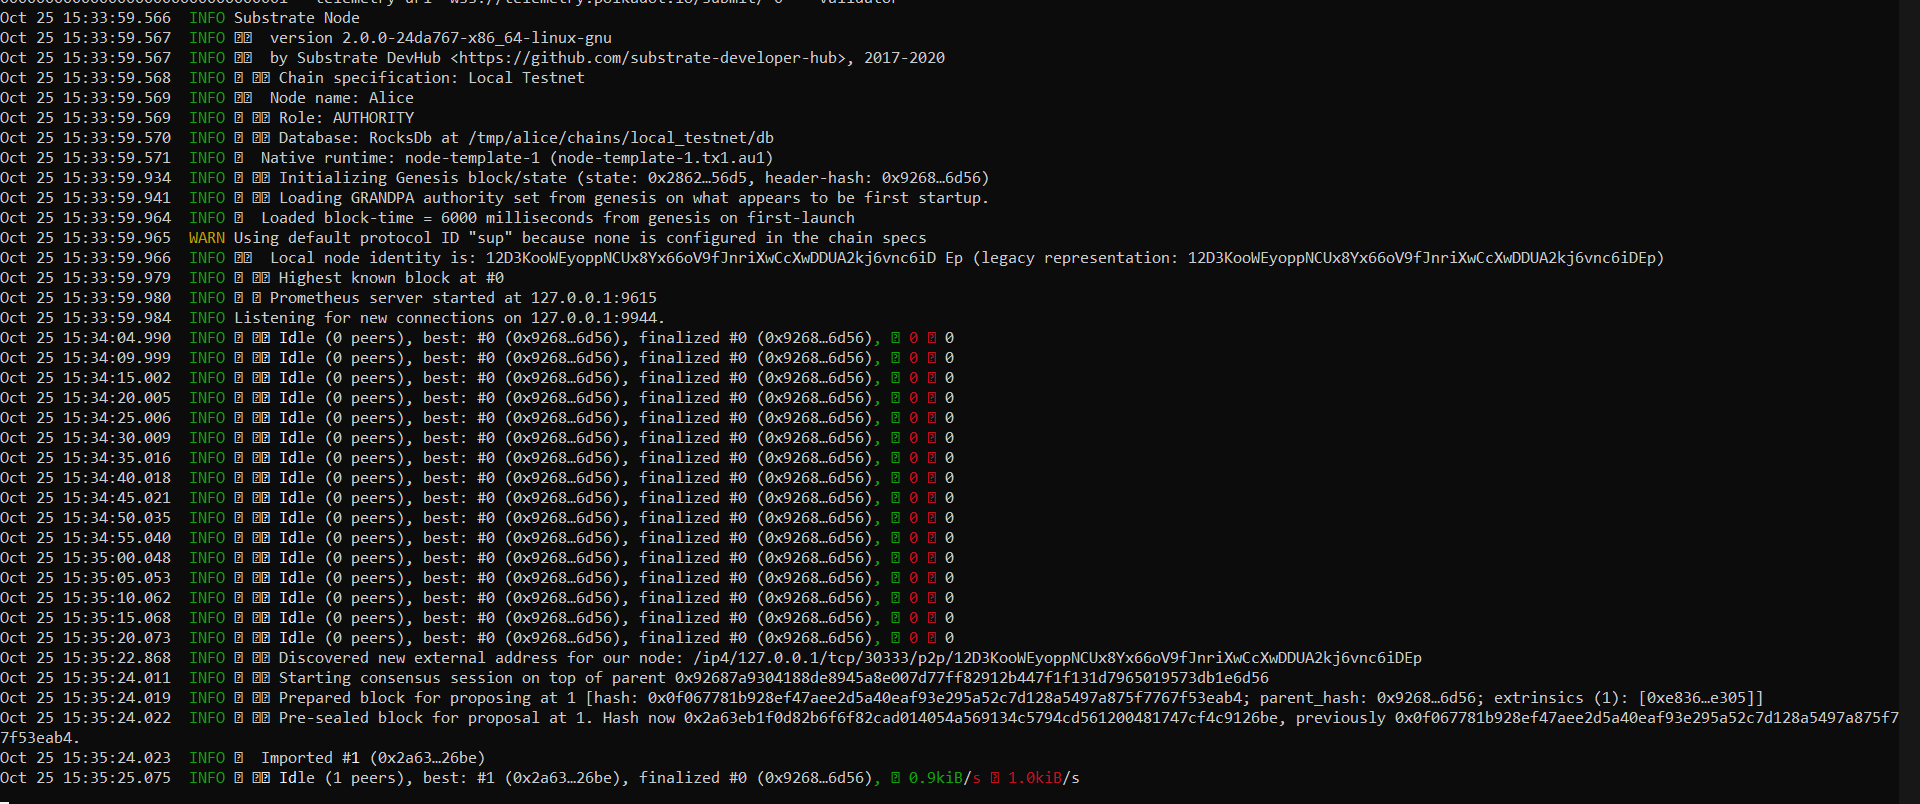 0000000000000000000000000000001 --telemetry-url 'wss://telemetry.polkadot.io/submit/ 0' --validator
Oct 25 15:33:59.566  INFO Substrate Node
Oct 25 15:33:59.567  INFO   version 2.0.0-24da767-x86_64-linux-gnu
Oct 25 15:33:59.567  INFO   by Substrate DevHub <https://github.com/substrate-developer-hub>, 2017-2020
Oct 25 15:33:59.568  INFO Chain specification: Local Testnet
Oct 25 15:33:59.569  INFO   Node name: Alice
Oct 25 15:33:59.569  INFO Role: AUTHORITY
Oct 25 15:33:59.570  INFO Database: RocksDb at /tmp/alice/chains/local_testnet/db
Oct 25 15:33:59.571  INFO   Native runtime: node-template-1 (node-template-1.tx1.au1)
Oct 25 15:33:59.934  INFO Initializing Genesis block/state (state: 0x2862…56d5, header-hash: 0x9268…6d56)
Oct 25 15:33:59.941  INFO Loading GRANDPA authority set from genesis on what appears to be first startup.
Oct 25 15:33:59.964  INFO   Loaded block-time = 6000 milliseconds from genesis on first-launch
Oct 25 15:33:59.965  WARN Using default protocol ID "sup" because none is configured in the chain specs
Oct 25 15:33:59.966  INFO   Local node identity is: 12D3KooWEyoppNCUx8Yx66oV9fJnriXwCcXwDDUA2kj6vnc6iD Ep (legacy representation: 12D3KooWEyoppNCUx8Yx66oV9fJnriXwCcXwDDUA2kj6vnc6iDEp)
Oct 25 15:33:59.979  INFO Highest known block at #0
Oct 25 15:33:59.980  INFO Prometheus server started at 127.0.0.1:9615
Oct 25 15:33:59.984  INFO Listening for new connections on 127.0.0.1:9944.
Oct 25 15:34:04.990  INFO Idle (0 peers), best: #0 (0x9268…6d56), finalized #0 (0x9268…6d56), 0 0
Oct 25 15:34:09.999  INFO Idle (0 peers), best: #0 (0x9268…6d56), finalized #0 (0x9268…6d56), 0 0
Oct 25 15:34:15.002  INFO Idle (0 peers), best: #0 (0x9268…6d56), finalized #0 (0x9268…6d56), 0 0
Oct 25 15:34:20.005  INFO Idle (0 peers), best: #0 (0x9268…6d56), finalized #0 (0x9268…6d56), 0 0
Oct 25 15:34:25.006  INFO Idle (0 peers), best: #0 (0x9268…6d56), finalized #0 (0x9268…6d56), 0 0
Oct 25 15:34:30.009  INFO Idle (0 peers), best: #0 (0x9268…6d56), finalized #0 (0x9268…6d56), 0 0
Oct 25 15:34:35.016  INFO Idle (0 peers), best: #0 (0x9268…6d56), finalized #0 (0x9268…6d56), 0 0
Oct 25 15:34:40.018  INFO Idle (0 peers), best: #0 (0x9268…6d56), finalized #0 (0x9268…6d56), 0 0
Oct 25 15:34:45.021  INFO Idle (0 peers), best: #0 (0x9268…6d56), finalized #0 (0x9268…6d56), 0 0
Oct 25 15:34:50.035  INFO Idle (0 peers), best: #0 (0x9268…6d56), finalized #0 (0x9268…6d56), 0 0
Oct 25 15:34:55.040  INFO Idle (0 peers), best: #0 (0x9268…6d56), finalized #0 (0x9268…6d56), 0 0
Oct 25 15:35:00.048  INFO Idle (0 peers), best: #0 (0x9268…6d56), finalized #0 (0x9268…6d56), 0 0
Oct 25 15:35:05.053  INFO Idle (0 peers), best: #0 (0x9268…6d56), finalized #0 (0x9268…6d56), 0 0
Oct 25 15:35:10.062  INFO Idle (0 peers), best: #0 (0x9268…6d56), finalized #0 (0x9268…6d56), 0 0
Oct 25 15:35:15.068  INFO Idle (0 peers), best: #0 (0x9268…6d56), finalized #0 (0x9268…6d56), 0 0
Oct 25 15:35:20.073  INFO Idle (0 peers), best: #0 (0x9268…6d56), finalized #0 (0x9268…6d56), 0 0
Oct 25 15:35:22.868  INFO Discovered new external address for our node: /ip4/127.0.0.1/tcp/30333/p2p/12D3KooWEyoppNCUx8Yx66oV9fJnriXwCcXwDDUA2kj6vnc6iDEp
Oct 25 15:35:24.011  INFO Starting consensus session on top of parent 0x92687a9304188de8945a8e007d77ff82912b447f1f131d7965019573db1e6d56
Oct 25 15:35:24.019  INFO Prepared block for proposing at 1 [hash: 0x0f067781b928ef47aee2d5a40eaf93e295a52c7d128a5497a875f7767f53eab4; parent_hash: 0x9268…6d56; extrinsics (1): [0xe836…e305]]
Oct 25 15:35:24.022  INFO Pre-sealed block for proposal at 1. Hash now 0x2a63eb1f0d82b6f6f82cad014054a569134c5794cd561200481747cf4c9126be, previously 0x0f067781b928ef47aee2d5a40eaf93e295a52c7d128a5497a875f7
7f53eab4.
Oct 25 15:35:24.023  INFO   Imported #1 (0x2a63…26be)
Oct 25 15:35:25.075  INFO Idle (1 peers), best: #1 (0x2a63…26be), finalized #0 (0x9268…6d56), 0.9kiB/s 1.0kiB/s